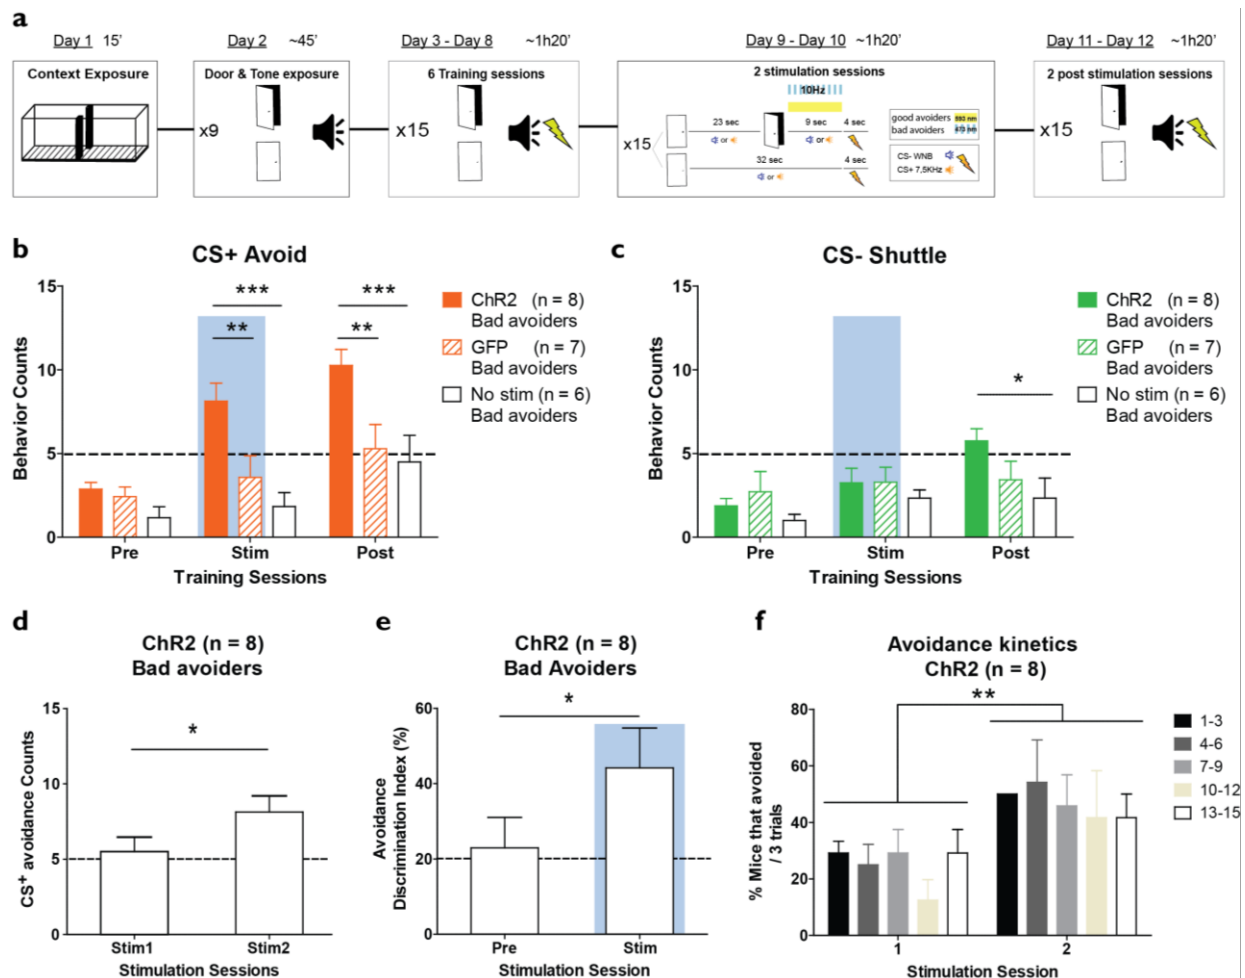 a
Day 1 15’
Day 2 ~45’
Day 3 - Day 8 ~1h20’
Day 9 - Day 10 ~1h20’
Day 11 - Day 12 ~1h20’
Context Exposure
Door & Tone exposure
x9
6 Training sessions
x15
2 stimulation sessions
10Hz
23 sec
9 sec
4 sec
or
or
x15
32 sec
4 sec
or
good avoiders 593 nm
bad avoiders 473 nm
CS- WNB
CS+ 7,5KHz
2 post stimulation sessions
x15
b
CS+ Avoid
Behavior Counts
15
10
5
0
***
**
***
**
Pre
Stim
Post
Training Sessions
ChR2 (n = 8)
Bad avoiders
GFP (n = 7)
Bad avoiders
No stim (n = 6)
Bad avoiders
c
CS- Shuttle
Behavior Counts
15
10
5
0
*
Pre
Stim
Post
Training Sessions
ChR2 (n = 8)
Bad avoiders
GFP (n = 7)
Bad avoiders
No stim (n = 6)
Bad avoiders
d
ChR2 (n = 8)
Bad avoiders
CS+ avoidance Counts
15
10
5
0
*
Stim1
Stim2
Stimulation Sessions
e
ChR2 (n = 8)
Bad Avoiders
Avoidance
Discrimination Index (%)
60
40
20
0
*
Pre
Stim
Stimulation Session
f
Avoidance kinetics
ChR2 (n = 8)
% Mice that avoided
/ 3 trials
80
60
40
20
0
**
1
2
Stimulation Session
1-3
4-6
7-9
10-12
13-15